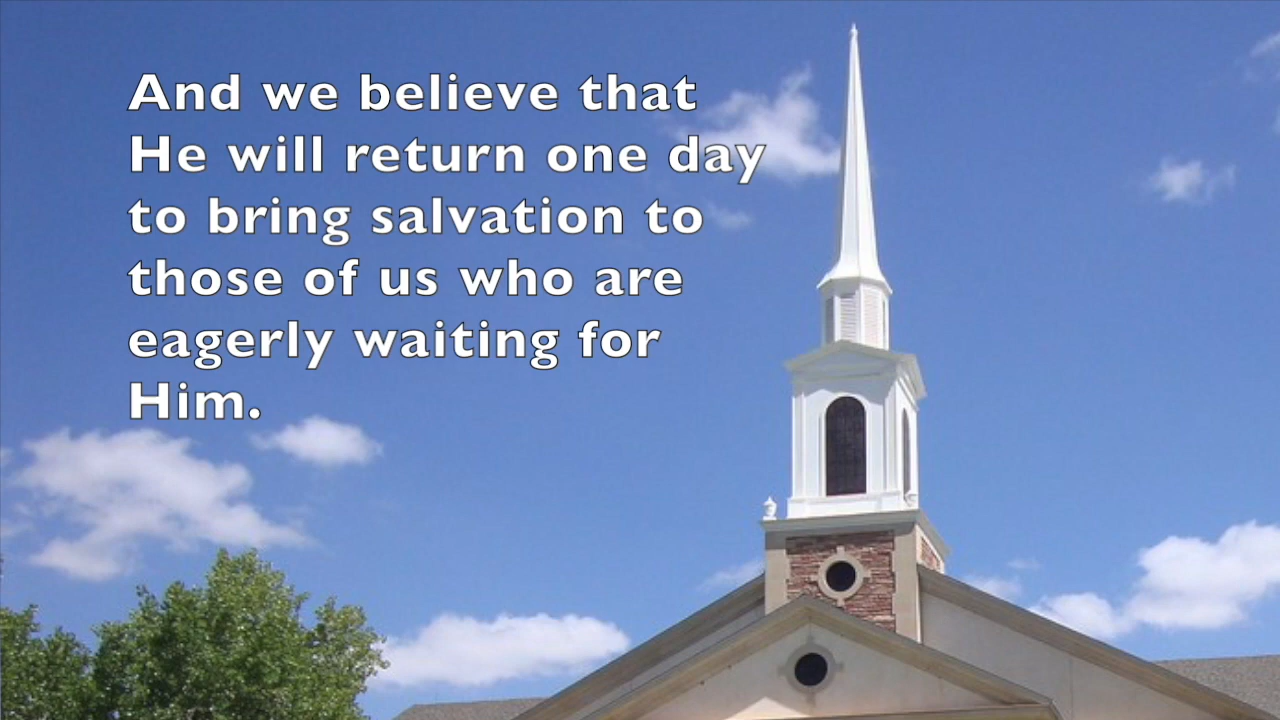 And we believe that
He will return one day
to bring salvation to
those of us who are
eagerly waiting for
Him.